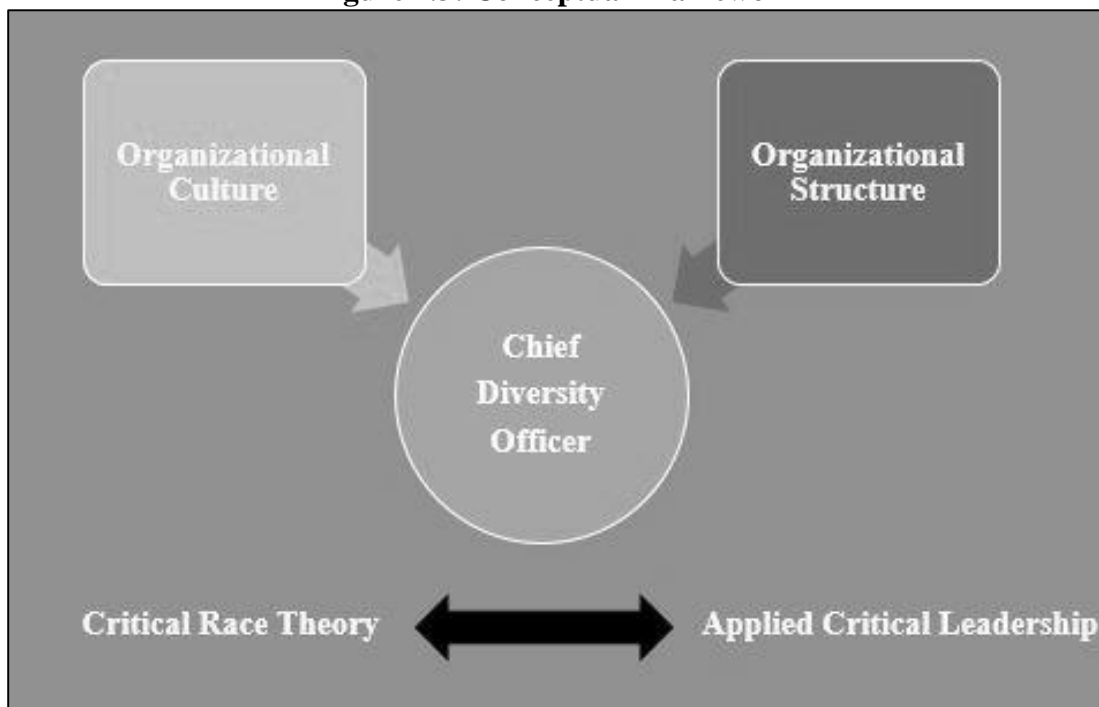 Organizational
Culture
Organizational
Structure
Chief
Diversity
Officer
Critical Race Theory
Applied Critical Leadership